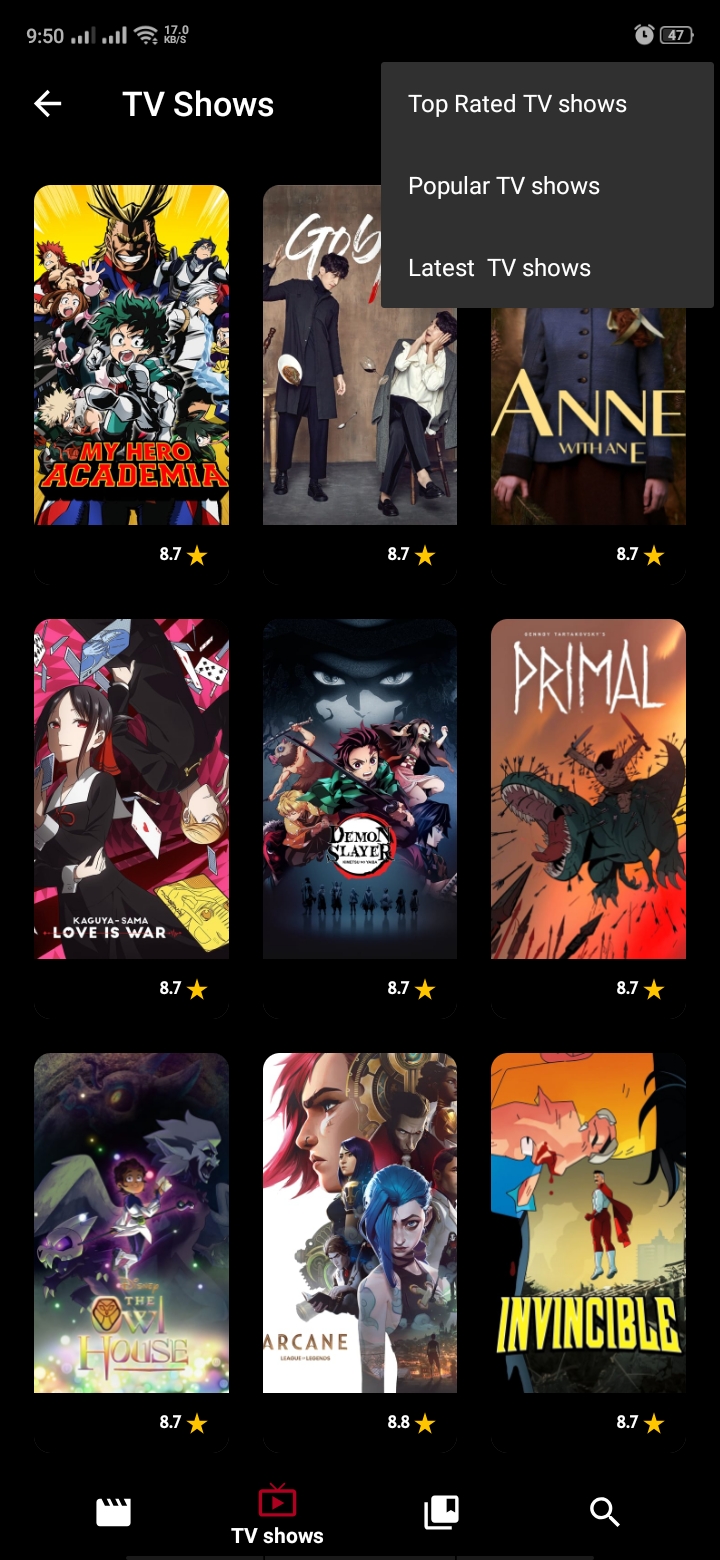 9:50
17.0
KB/S
47
TV Shows
Top Rated TV shows
Popular TV shows
Latest  TV shows
MY HERO
ACADEMIA
Gob
ANNE
WITH AN E
8.7
8.7
8.7
KAGUYA-SAMA
LOVE IS WAR
DEMON
SLAYER
KIMETSU NO YAIBA
GENNDY TARTAKOVSKY'S
PRIMAL
8.7
8.7
8.7
DISNEY
THE
OWL
HOUSE
ARCANE
LEAGUE OF LEGENDS
INVINCIBLE
8.7
8.8
8.7
TV shows